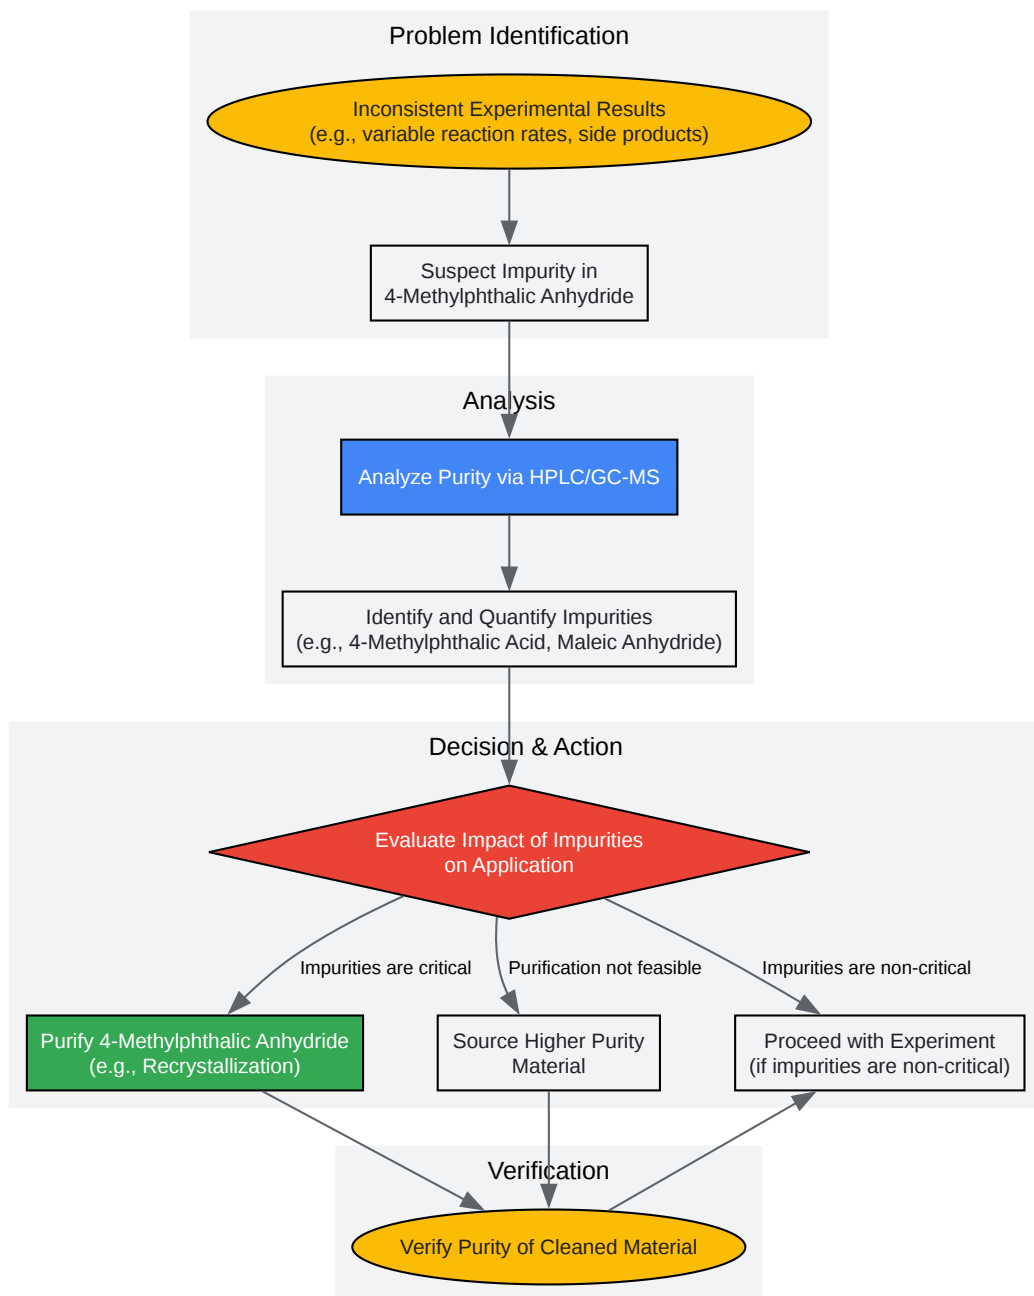 Problem Identification
Inconsistent Experimental Results
(e.g., variable reaction rates, side products)
Suspect Impurity in
4-Methylphthalic Anhydride
Analysis
Analyze Purity via HPLC/GC-MS
Identify and Quantify Impurities
(e.g., 4-Methylphthalic Acid, Maleic Anhydride)
Decision & Action
Evaluate Impact of Impurities
on Application
Impurities are critical
Purification not feasible
Impurities are non-critical
Purify 4-Methylphthalic Anhydride
(e.g., Recrystallization)
Source Higher Purity
Material
Proceed with Experiment
(if impurities are non-critical)
Verification
Verify Purity of Cleaned Material